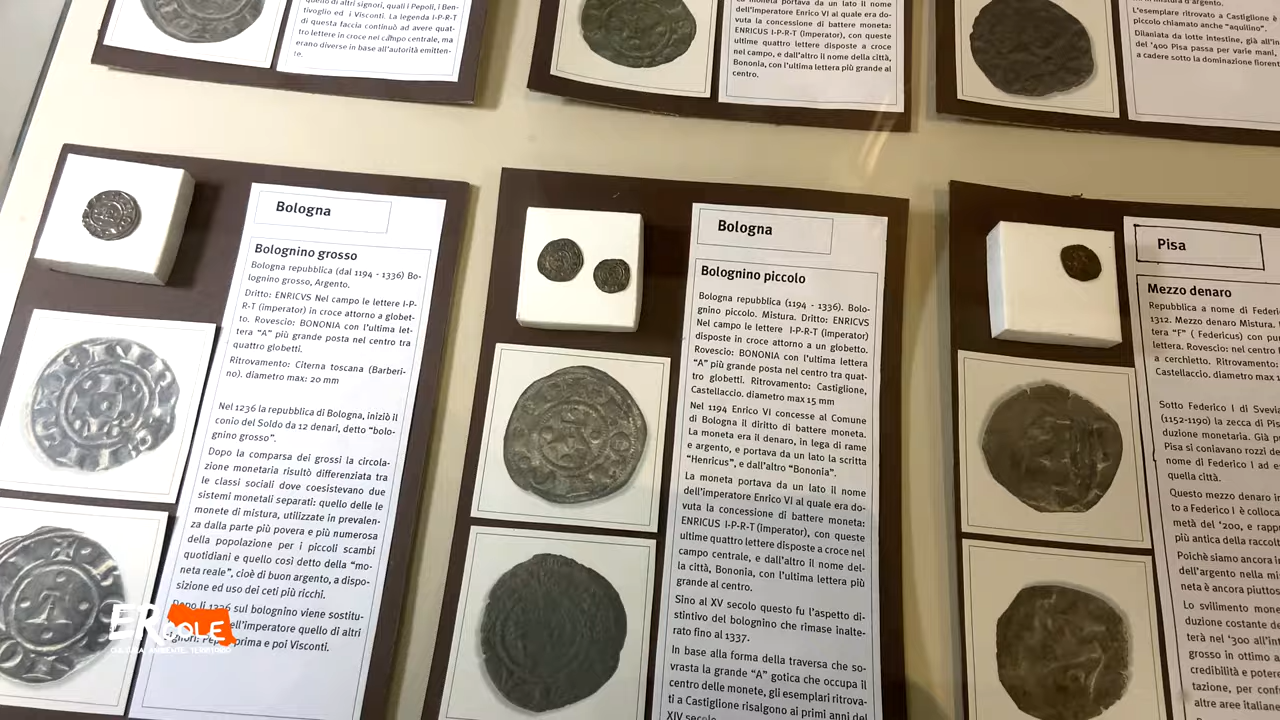 quello di altri signori, quali i Pepoli, i Ben-
tivoglio ed i Visconti. La legenda I-P-R-T
di questa faccia continuò ad avere quat-
tro lettere in croce nel campo centrale, ma
erano diverse in base all'autorità emitten-
te.
moneta portava da un lato il nome
dell'imperatore Enrico VI al quale era do-
vuta la concessione di battere moneta:
ENRICUS I-P-R-T (Imperator), con queste
ultime quattro lettere disposte a croce
nel campo, e dall'altro il nome della città,
Bononia, con l'ultima lettera più grande al
centro.
L'esemplare ritrovato a Castiglione è
piccolo chiamato anche "aquilino".
Dilaniata da lotte intestine, già all'in
del '400 Pisa passa per varie mani,
a cadere sotto la dominazione fiorent
Bologna
Bolognino grosso
Bologna repubblica (dal 1194 - 1336) Bo-
lognino grosso, Argento.
Dritto: ENRICVS Nel campo le lettere I-P-
R-T (imperator) in croce attorno a globet-
to. Rovescio: BONONIA con l'ultima let-
tera "A" più grande posta nel centro tra
quattro globetti.
Ritrovamento: Citerna toscana (Barberi-
no). diametro max: 20 mm
Nel 1236 la repubblica di Bologna, iniziò il
conio del Soldo da 12 denari, detto "bolo-
gnino grosso".
Dopo la comparsa dei grossi la circola-
zione monetaria risultò differenziata tra
le classi sociali dove coesistevano due
sistemi monetali separati: quello delle le
monete di mistura, utilizzate in prevalen-
za dalla parte più povera e più numerosa
della popolazione per i piccoli scambi
quotidiani e quello così detto della "mo-
neta reale", cioè di buon argento, a dispo-
sizione ed uso dei ceti più ricchi.
Dopo li 1336 sul bolognino viene sostitu-
ell'imperatore quello di altri
signori: Pep prima e poi Visconti.
Bologna
Bolognino piccolo
Bologna repubblica (1194 - 1336). Bolo-
gnino piccolo. Mistura. Dritto: ENRICVS
Nel campo le lettere I-P-R-T (imperator)
disposte in croce attorno a un globetto.
Rovescio: BONONIA con l'ultima lettera
"A" più grande posta nel centro tra quat-
tro globetti. Ritrovamento: Castiglione,
Castellaccio. diametro max 15 mm
Nel 1194 Enrico VI concesse al Comune
di Bologna Il diritto di battere moneta.
La moneta era il denaro, in lega di rame
e argento, e portava da un lato la scritta
"Henricus", e dall'altro "Bononia".
La moneta portava da un lato il nome
dell'imperatore Enrico VI al quale era do-
vuta la concessione di battere moneta:
ENRICUS I-P-R-T (Imperator), con queste
ultime quattro lettere disposte a croce nel
campo centrale, e dall'altro il nome del-
la città, Bononia, con l'ultima lettera più
grande al centro.
Sino al XV secolo questo fu l'aspetto di-
stintivo del bolognino che rimase inalte-
rato fino al 1337.
In base alla forma della traversa che so-
vrasta la grande "A" gotica che occupa il
centro delle monete, gli esemplari ritrova-
ti a Castiglione risalgono ai primi anni del
XIV secolo
Pisa
Mezzo denaro
Repubblica a nome di Federi
1312. Mezzo denaro Mistura.
tera "F" ( Federicus) con pu
lettera. Rovescio: nel centro
a cerchietto. Ritrovamento:
Castellaccio. diametro max
Sotto Federico I di Svevi
(1152-1190) la zecca di Pis
duzione monetaria. Già p
Pisa si coniavano rozzi de
nome di Federico I ad e
quella città.
Questo mezzo denaro in
to a Federico I è colloca
metà del '200, e rapp
più antica della raccolt
Poichè siamo ancora in
dell'argento nella mi
neta è ancora piuttos
Lo svilimento mone
duzione costante de
terà nel '300 all'im
grosso in ottimo a
credibilità e potere
tazione, per conf
altre aree italiane
ERCOLE
CULTURA, AMBIENTE, TERRITORIO